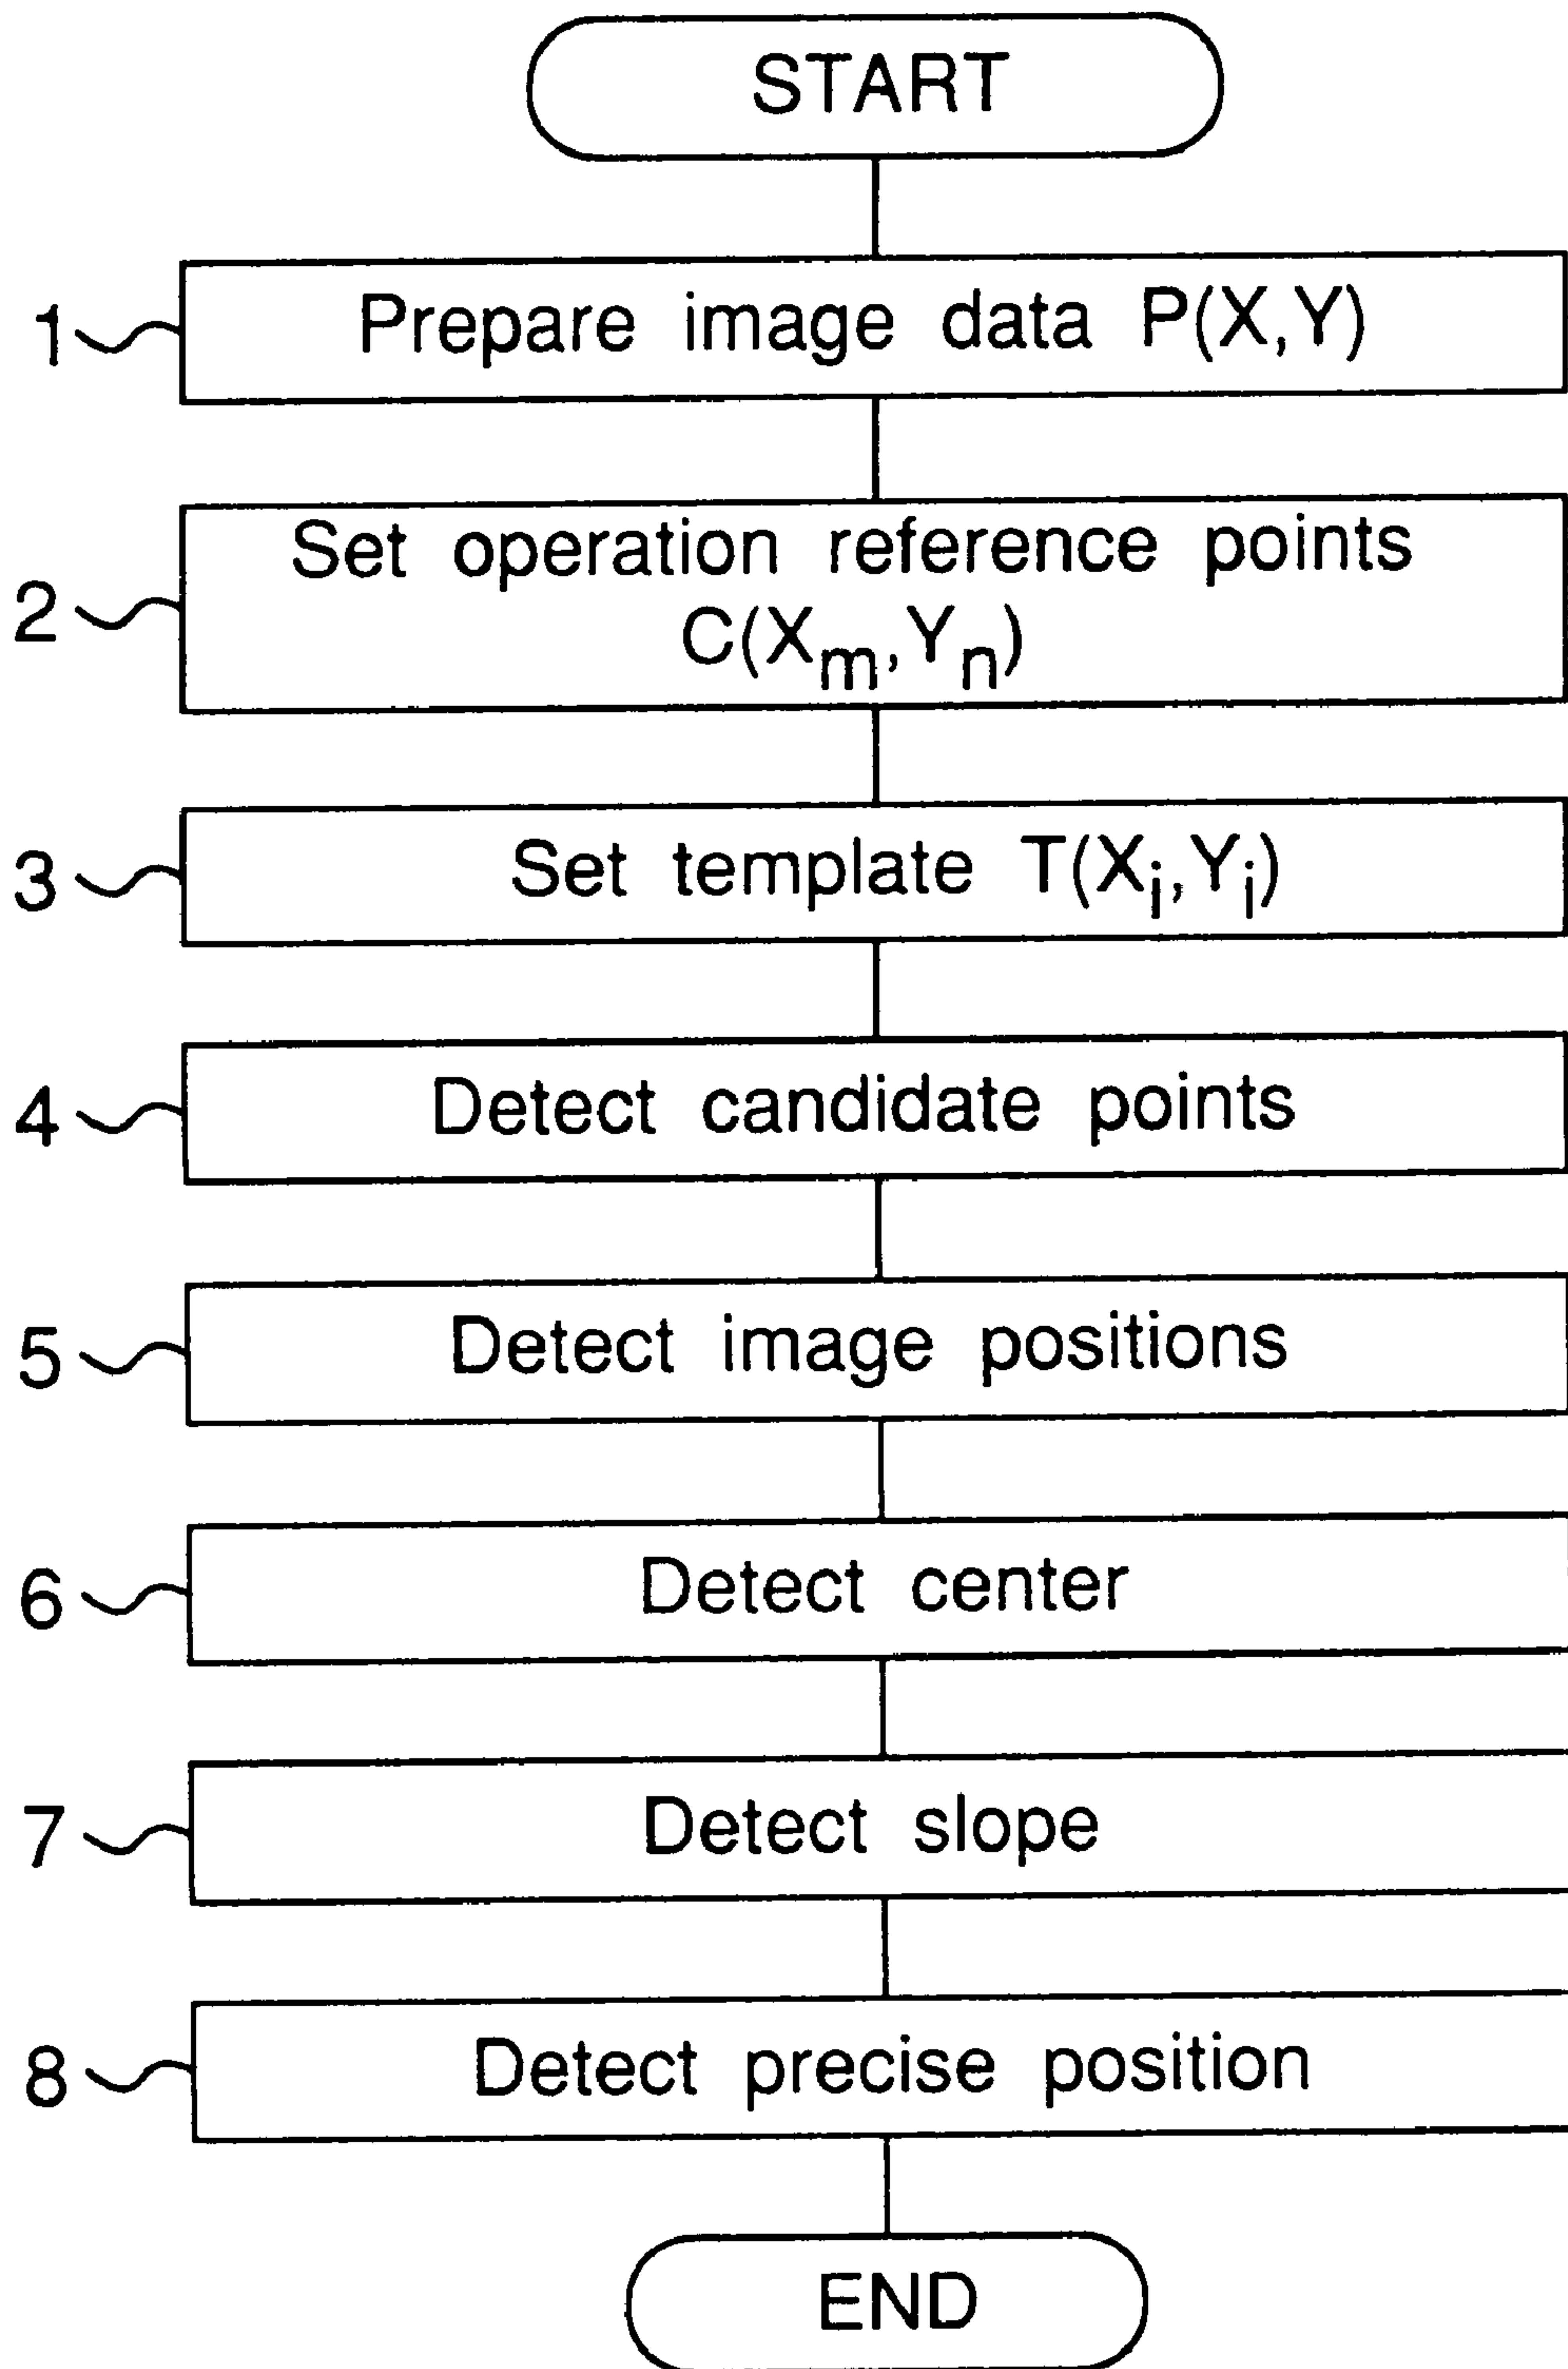 START
1 Prepare image data P(X,Y)
2 Set operation reference points
C(Xm,Yn)
3 Set template T(Xi,Yj)
4 Detect candidate points
5 Detect image positions
6 Detect center
7 Detect slope
8 Detect precise position
END